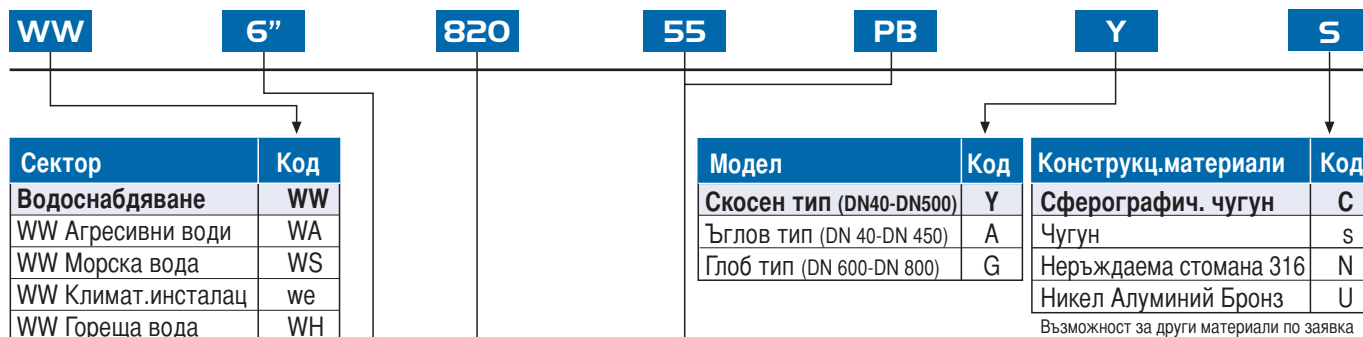 WW 6” 820 55 PB Y S
Сектор Код
Водоснабдяване WW
WW Агресивни води WA
WW Морска вода WS
WW Климат.инсталац we
WW Гореща вода WH
Модел Код
Скосен тип (DN40-DN500) Y
Ъглов тип (DN 40-DN 450) A
Глоб тип (DN 600-DN 800) G
Конструкц.материали Код
Сферографич. чугун C
Чугун s
Неръждаема стомана 316 N
Никел Алуминий Бронз U
Възможност за други материали по заявка